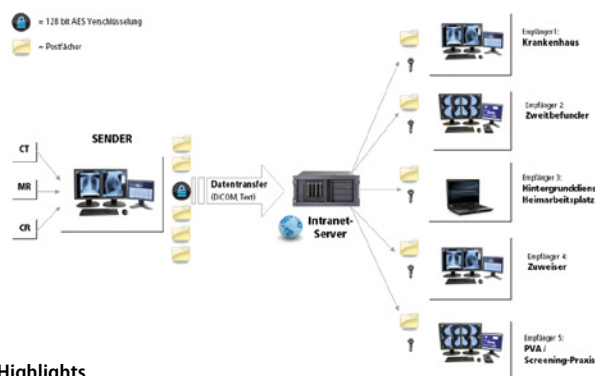 = 128 bit AES Verschlüsselung
= Postfächer
CT
MR
CR
SENDER
Datentransfer
(DICOM, Text)
Intranet-
Server
Empfänger 1:
Krankenhaus
Empfänger 2:
Zweitbefunder
Empfänger 3:
Hintergrunddiens
Heimarbeitsplatz
Empfänger 4:
Zuweiser
Empfänger 5:
PVA /
Screening-Praxis
Highlights